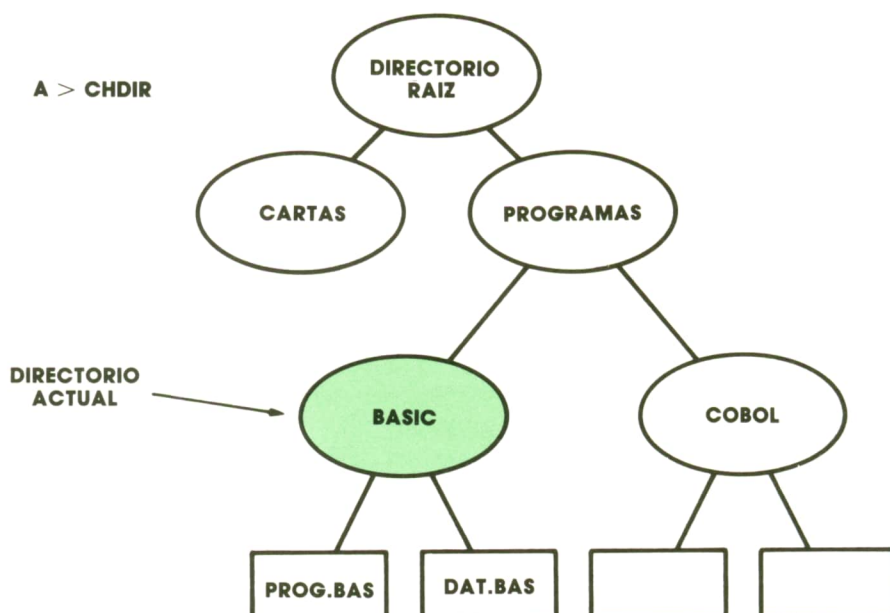 A > CHDIR
DIRECTORIO
RAIZ
CARTAS
PROGRAMAS
DIRECTORIO
ACTUAL
BASIC
COBOL
PROG.BAS
DAT.BAS